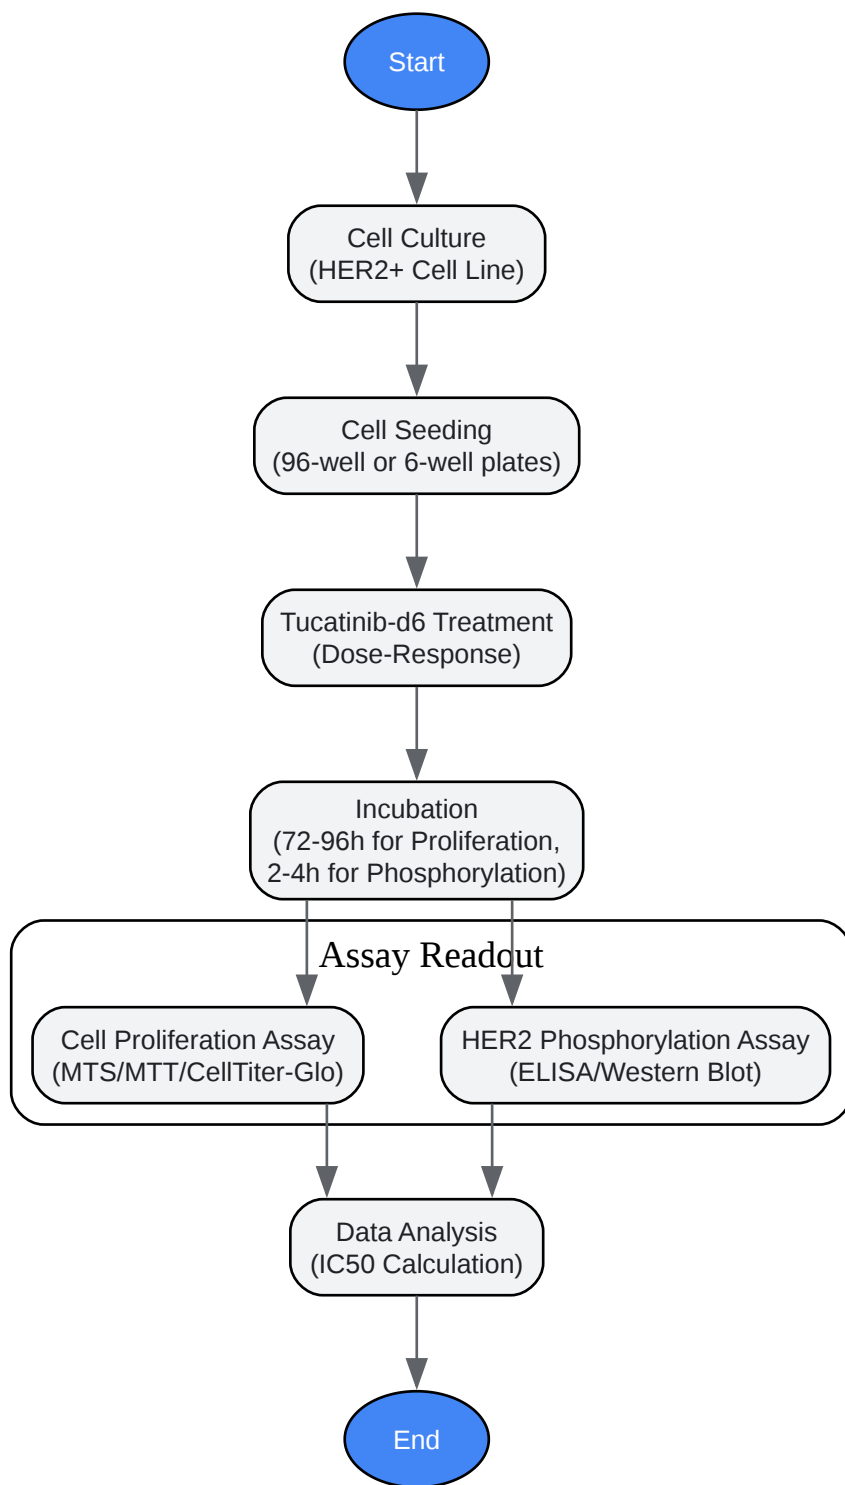 Start
Cell Culture
(HER2+ Cell Line)
Cell Seeding
(96-well or 6-well plates)
Tucatinib-d6 Treatment
(Dose-Response)
Incubation
(72-96h for Proliferation,
2-4h for Phosphorylation)
Assay Readout
Cell Proliferation Assay
(MTS/MTT/CellTiter-Glo)
HER2 Phosphorylation Assay
(ELISA/Western Blot)
Data Analysis
(IC50 Calculation)
End